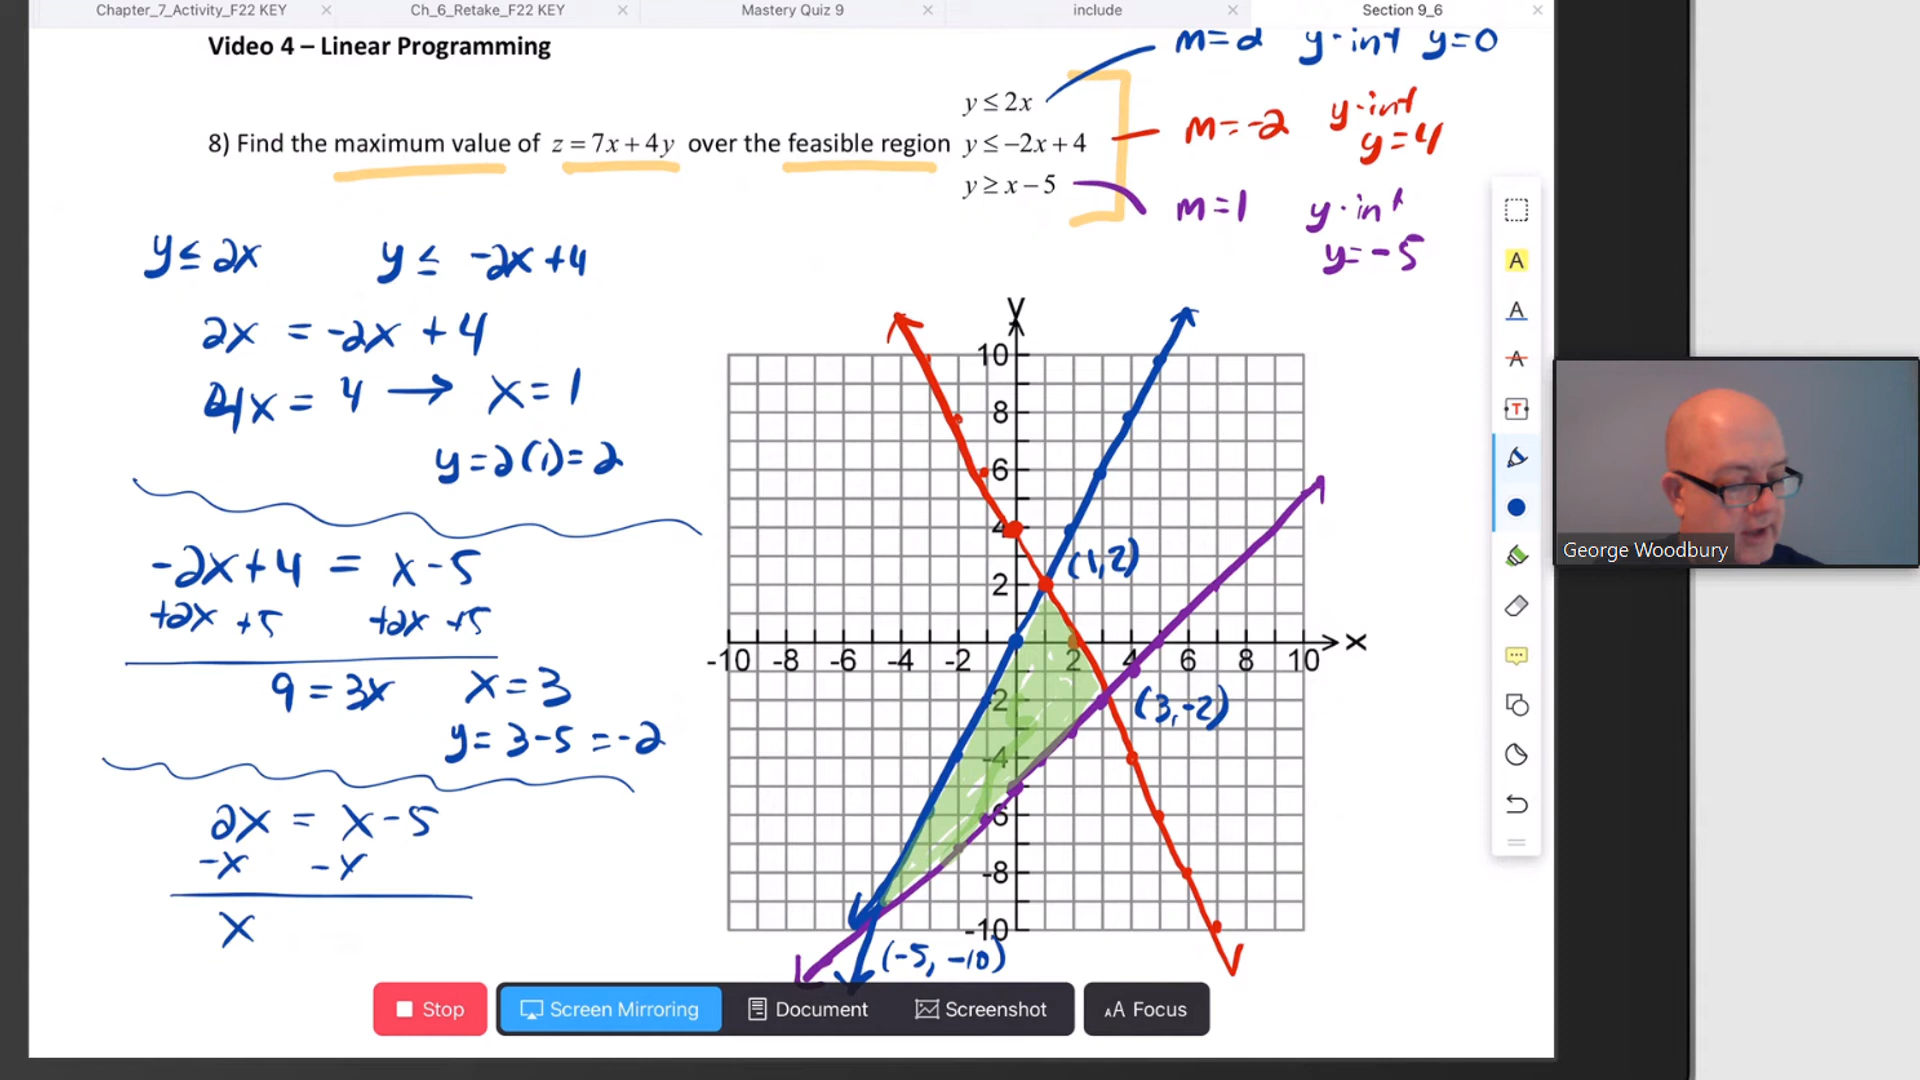 Chapter_7_Activity_F22 KEY × Ch_6_Retake_F22 KEY × Mastery Quiz 9 × include × Section 9_6 ×
Video 4 – Linear Programming
m=2 y-int y=0
y ≤ 2x
8) Find the maximum value of z = 7x + 4y over the feasible region y ≤ −2x + 4
m=-2 y-int
y=4
y ≥ x − 5
m=1 y-int
y=-5
y≤ 2x y≤ -2x+4
2x = -2x +4
4x = 4 → x=1
y=2(1)=2
-2x+4 = x-5
+2x +5 +2x +5
9=3x x=3
y= 3-5 =-2
2x = x-5
-x -x
x
y
10
8
6
4
2
-10 -8 -6 -4 -2 2 4 6 8 10 x
-2
-4
-6
-8
-10
(1,2)
(3,-2)
(-5, -10)
A
A
A
T
George Woodbury
Stop Screen Mirroring Document Screenshot AA Focus